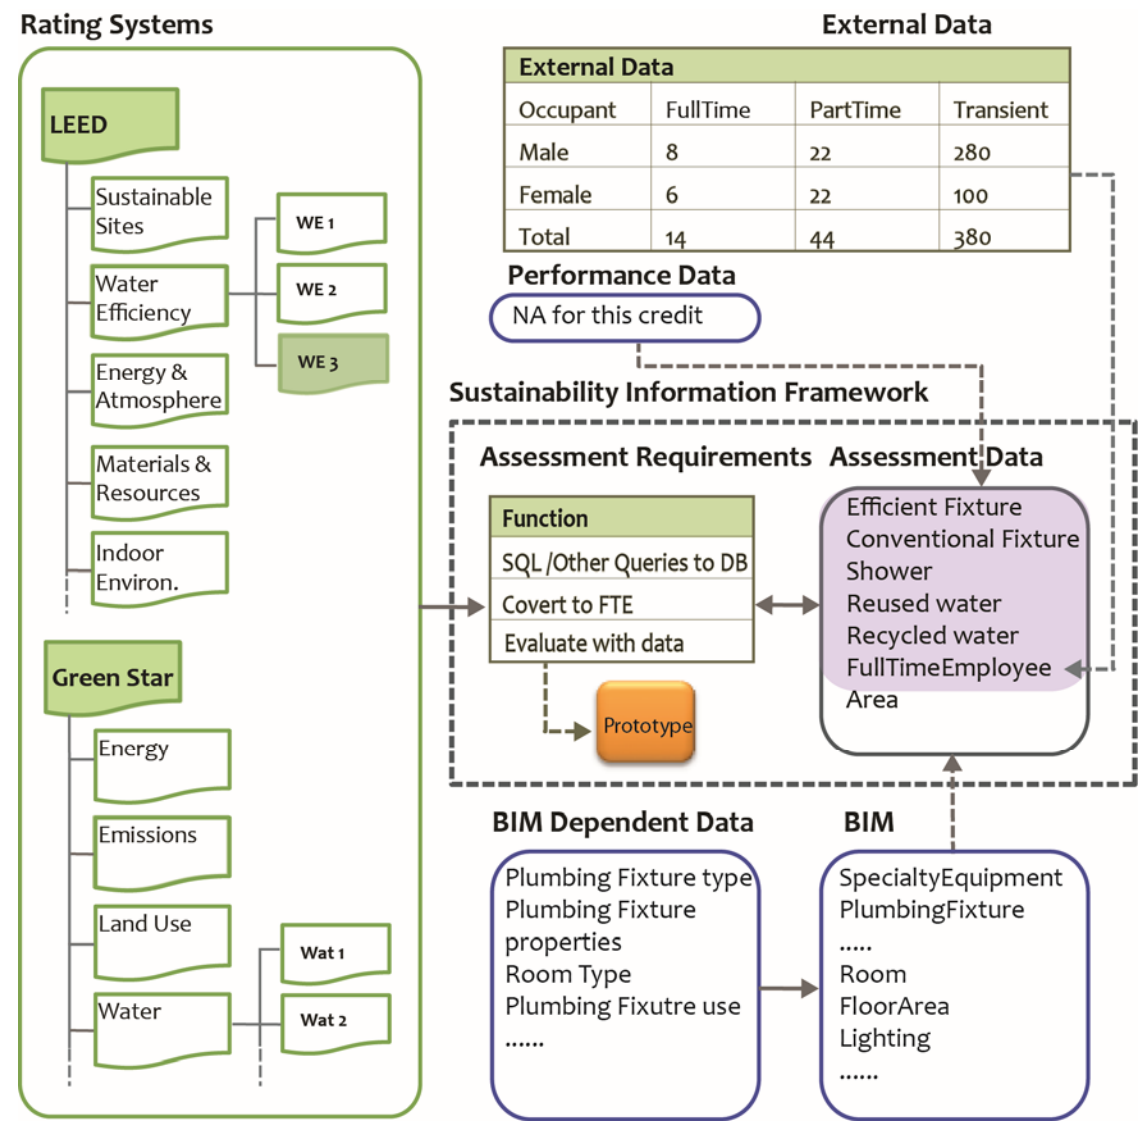 Rating Systems
LEED
Sustainable
Sites
Water
Efficiency
Energy &
Atmosphere
Materials &
Resources
Indoor
Environ.
WE 1
WE 2
WE 3
Green Star
Energy
Emissions
Land Use
Water
Wat 1
Wat 2
External Data
External Data
Occupant FullTime PartTime Transient
Male 8 22 280
Female 6 22 100
Total 14 44 380
Performance Data
NA for this credit
Sustainability Information Framework
Assessment Requirements
Function
SQL /Other Queries to DB
Covert to FTE
Evaluate with data
Prototype
Assessment Data
Efficient Fixture
Conventional Fixture
Shower
Reused water
Recycled water
FullTimeEmployee
Area
BIM Dependent Data
Plumbing Fixture type
Plumbing Fixture
properties
Room Type
Plumbing Fixutre use
......
BIM
SpecialtyEquipment
PlumbingFixture
.....
Room
FloorArea
Lighting
......